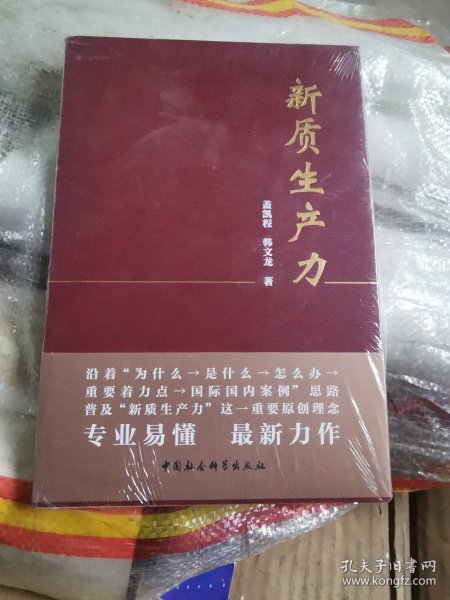 新质生产力
盖凯程 韩文龙 著
沿着“为什么→是什么→怎么办→
重要着力点→国际国内案例”思路
普及“新质生产力”这一重要原创理念
专业易懂 最新力作
中国社会科学出版社
孔夫子旧书网
www.kongfz.com